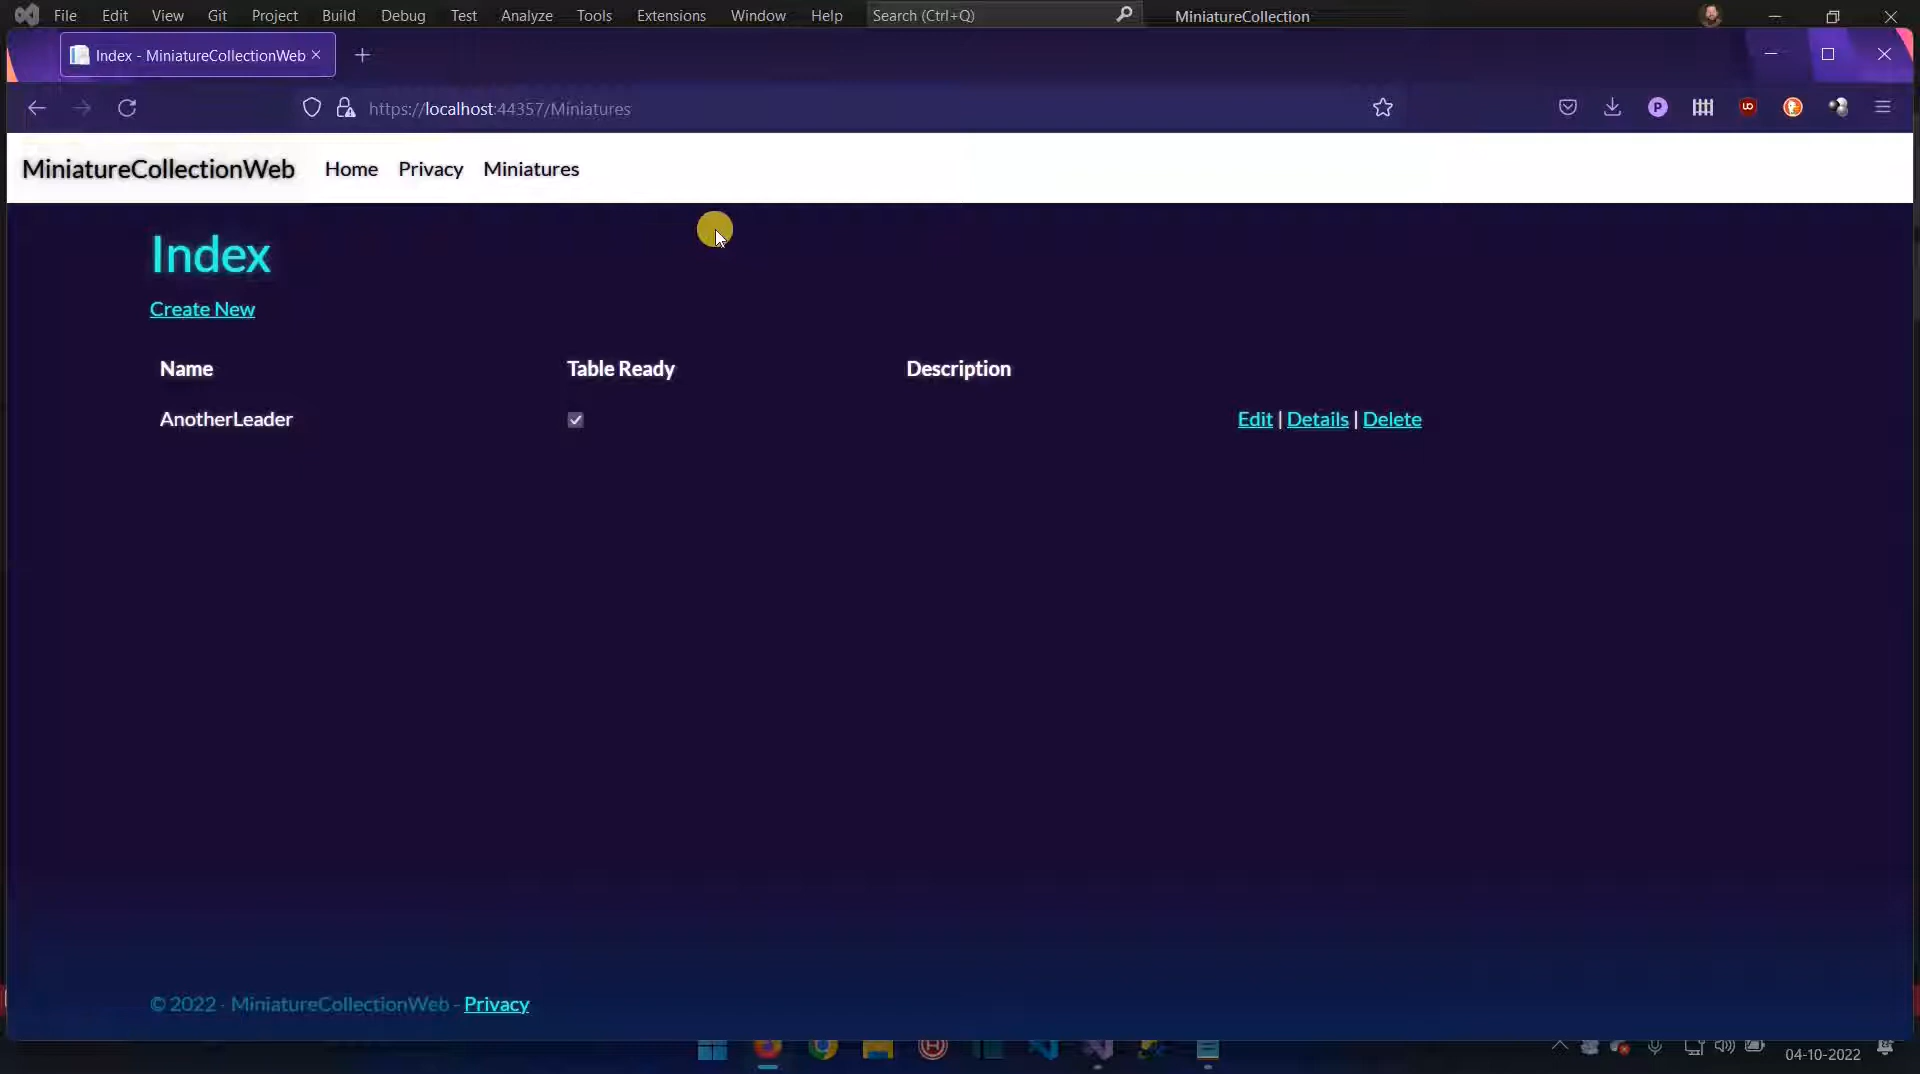 File Edit View Git Project Build Debug Test Analyze Tools Extensions Window Help Search (Ctrl+Q) MiniatureCollection
Index - MiniatureCollectionWeb
https://localhost:44357/Miniatures
P
UD
MiniatureCollectionWeb Home Privacy Miniatures
Index
Create New
Name Table Ready Description
AnotherLeader Edit | Details | Delete
© 2022 - MiniatureCollectionWeb - Privacy
04-10-2022